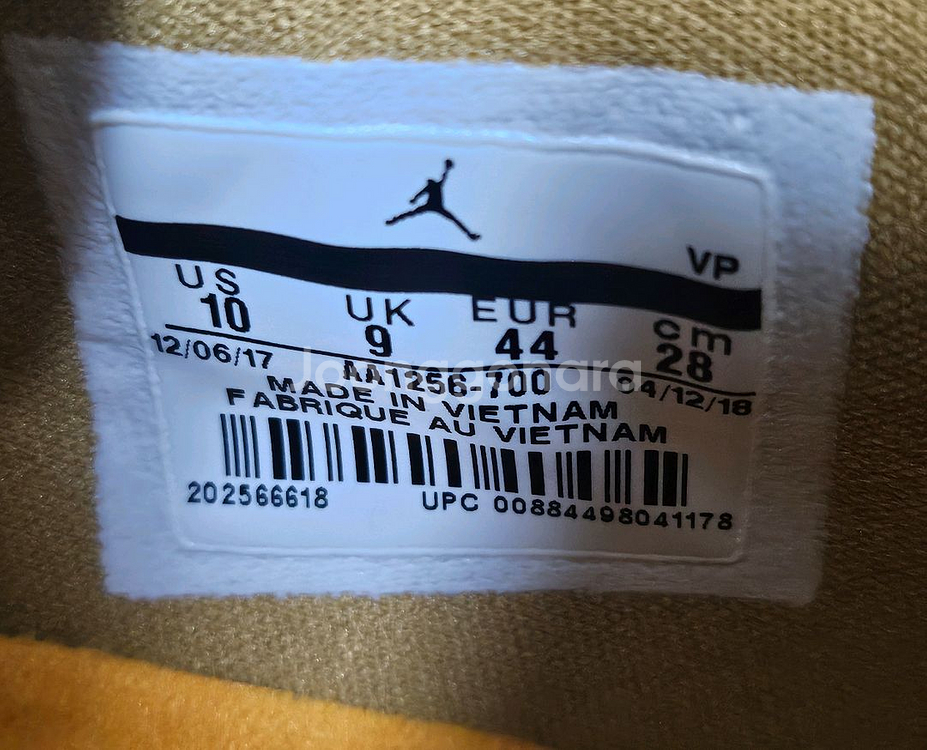 VP
US UK EUR cm
10 9 44 28
12/06/17 AA1256-700 04/12/18
MADE IN VIETNAM
FABRIQUE AU VIETNAM
202566618 UPC 00884498041178